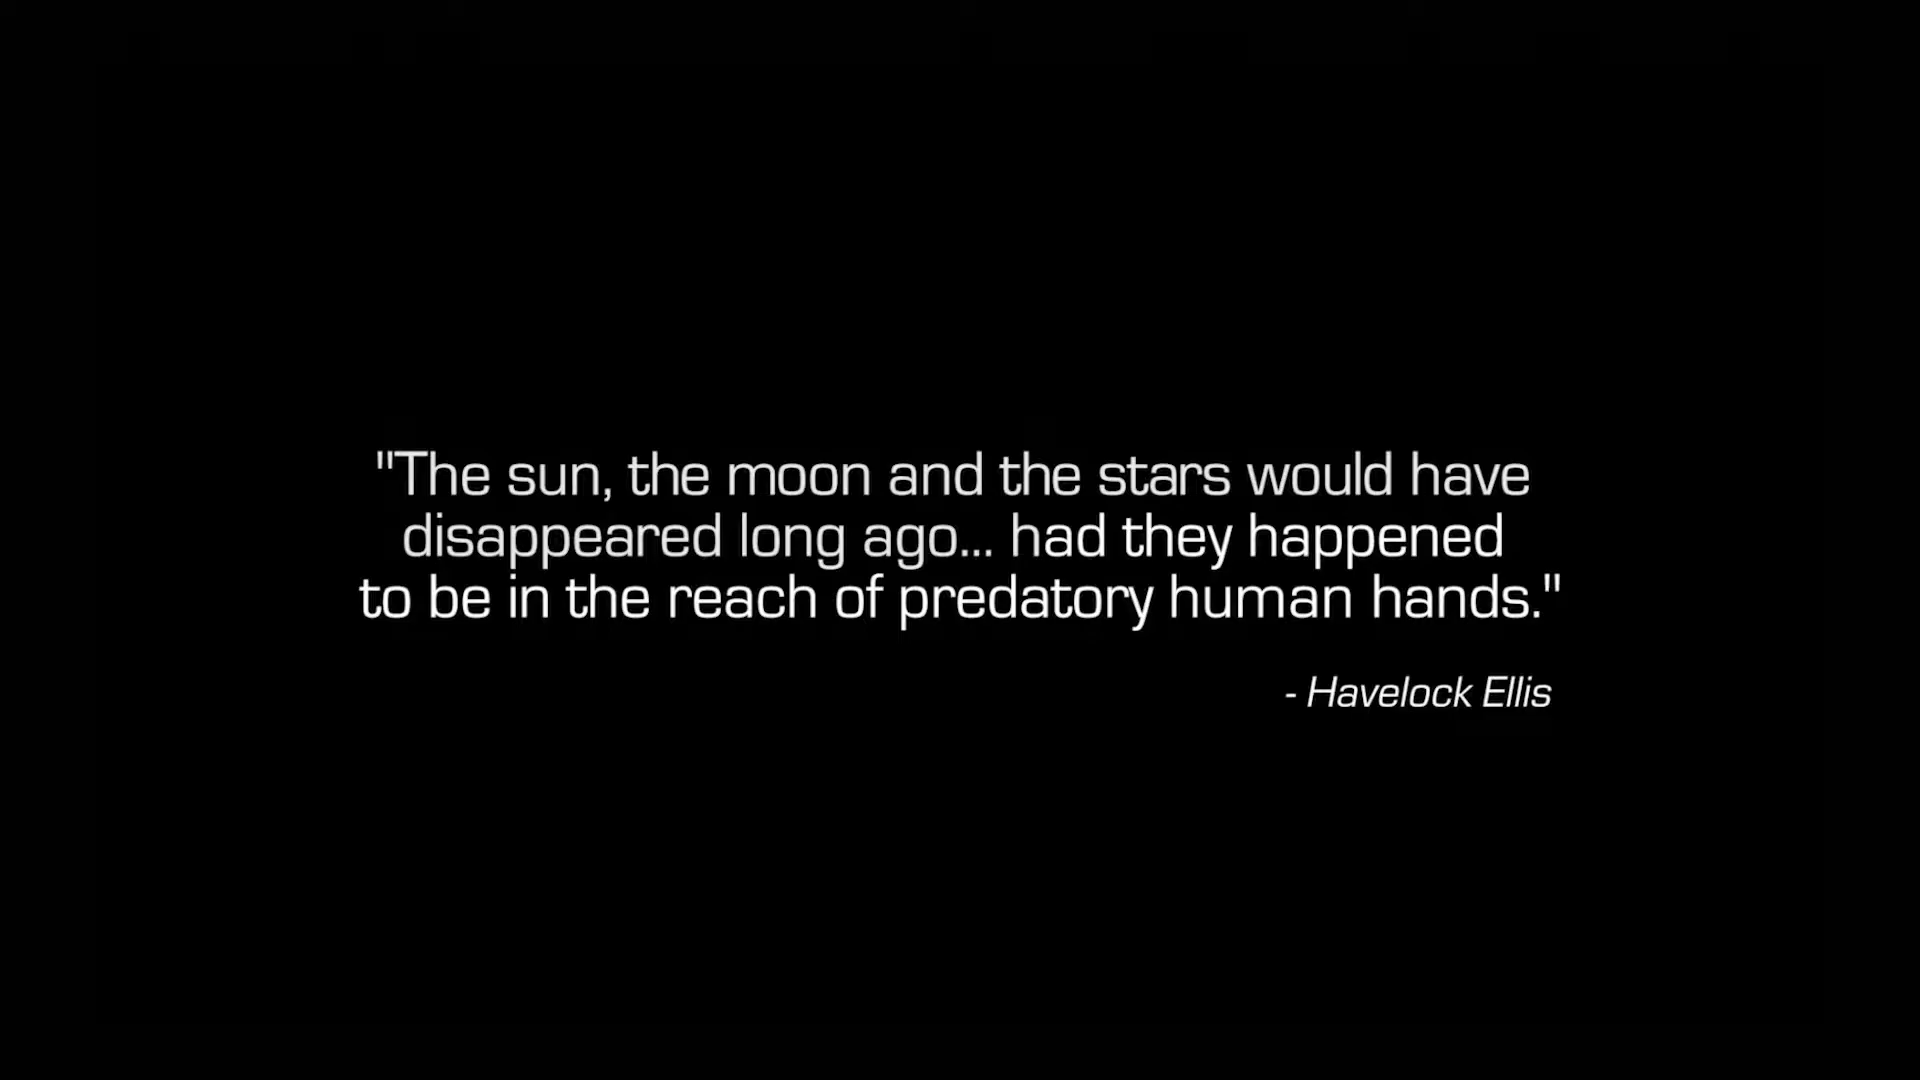 "The sun, the moon and the stars would have
disappeared long ago... had they happened
to be in the reach of predatory human hands."
- Havelock Ellis